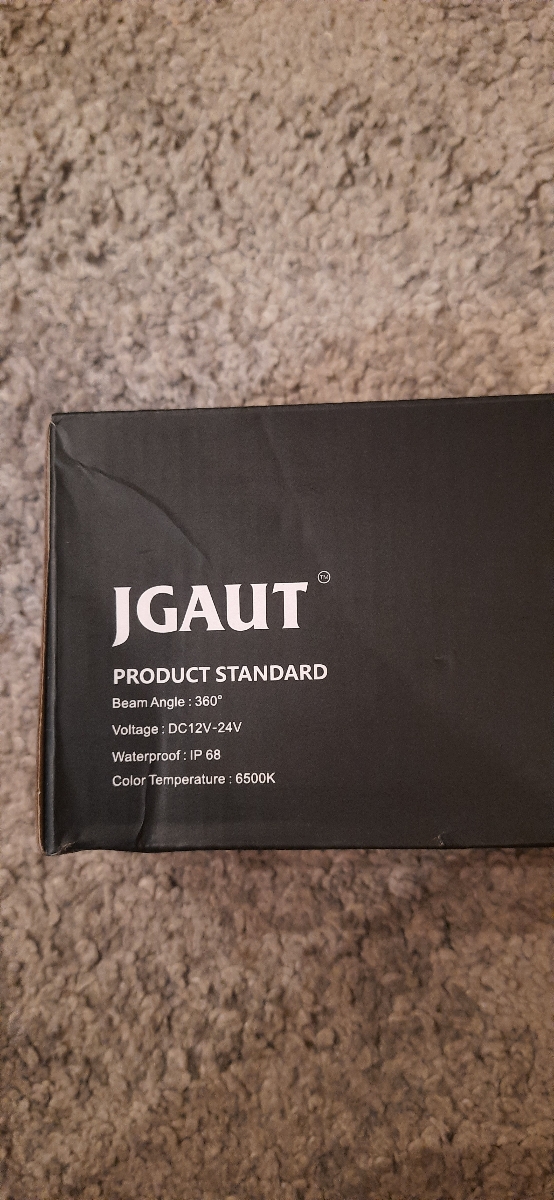 JGAUT™
PRODUCT STANDARD
Beam Angle : 360°
Voltage : DC12V-24V
Waterproof : IP 68
Color Temperature : 6500K